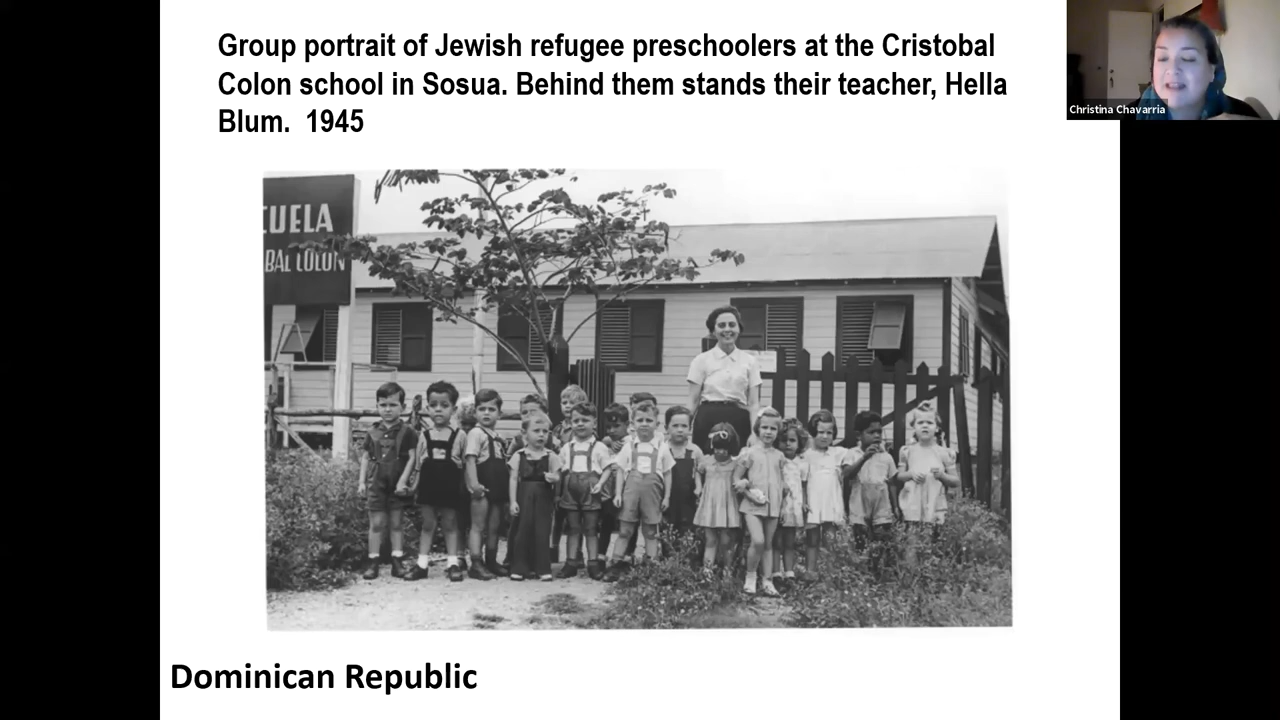 Group portrait of Jewish refugee preschoolers at the Cristobal
Colon school in Sosua. Behind them stands their teacher, Hella
Blum.  1945
Christina Chavarria
CUELA
BAL COLON
Dominican Republic